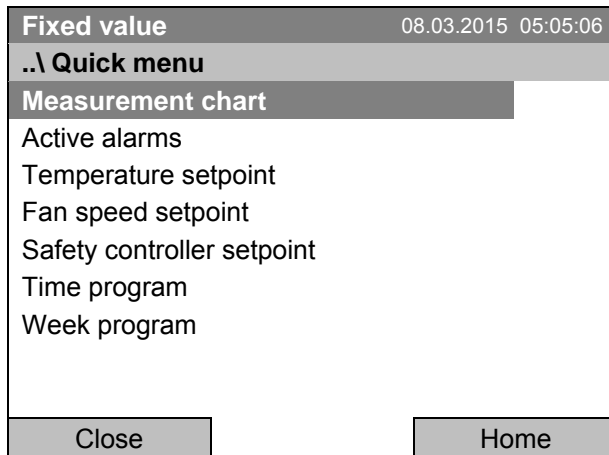 Fixed value 08.03.2015 05:05:06
..\ Quick menu
Measurement chart
Active alarms
Temperature setpoint
Fan speed setpoint
Safety controller setpoint
Time program
Week program
Close Home